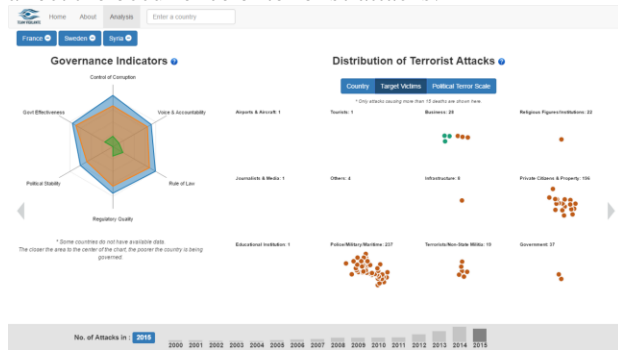 TEAM VIGILANTE
Home About Analysis Enter a country
France Sweden Syria
Governance Indicators
Distribution of Terrorist Attacks
Control of Corruption
Country Target Victims Political Terror Scale
* Only attacks causing more than 15 deaths are shown here.
Govt Effectiveness
Voice & Accountability
Airports & Aircraft: 1
Tourists: 1
Religious Figures/Institutions: 22
Political Stability
Rule of Law
Journalists & Media: 1
Others: 4
Infrastructure: 8
Private Citizens & Property: 156
Regulatory Quality
* Some countries do not have available data.
The closer the area to the center of the chart, the poorer the country is being
governed.
Educational Institution: 1
Police/Military/Maritime: 237
Terrorists/Non-State Militia: 10
Government: 37
No. of Attacks in : 2015
2000 2001 2002 2003 2004 2005 2006 2007 2008 2009 2010 2011 2012 2013 2014 2015